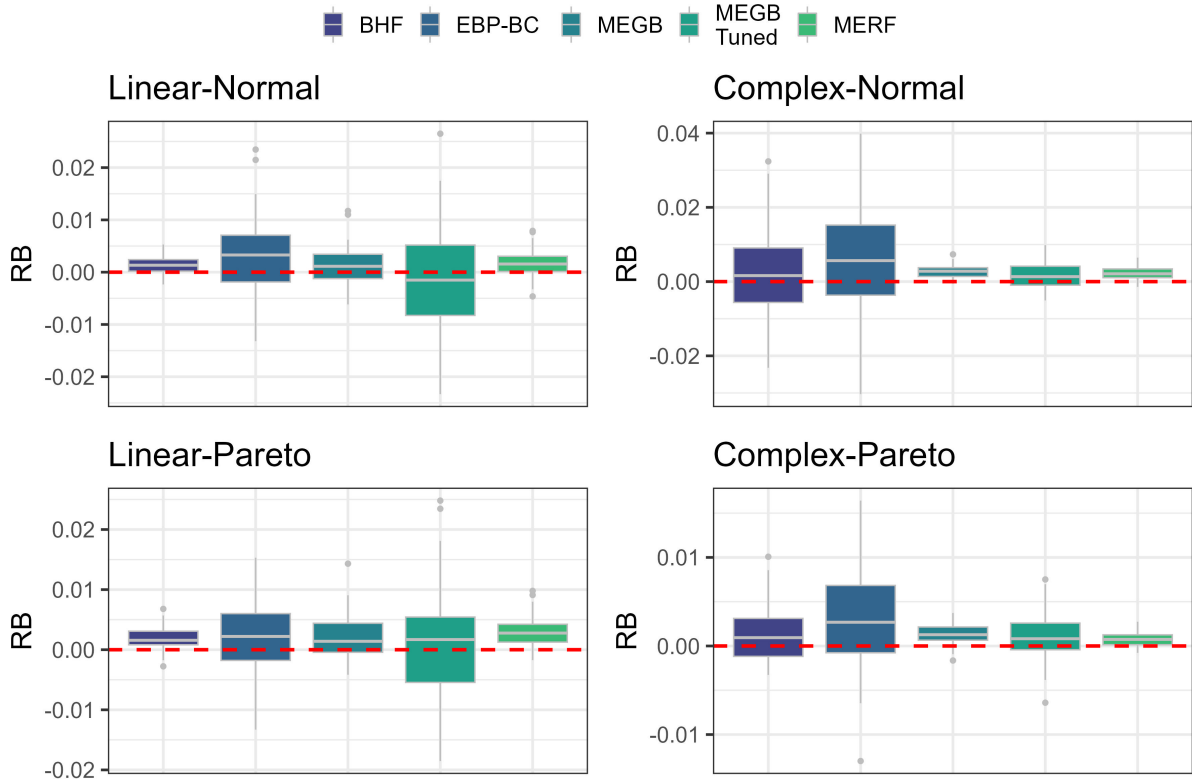 BHF
EBP-BC
MEGB
MEGB
Tuned
MERF
Linear-Normal
RB
0.02
0.01
0.00
-0.01
-0.02
Complex-Normal
RB
0.04
0.02
0.00
-0.02
Linear-Pareto
RB
0.02
0.01
0.00
-0.01
-0.02
Complex-Pareto
RB
0.01
0.00
-0.01